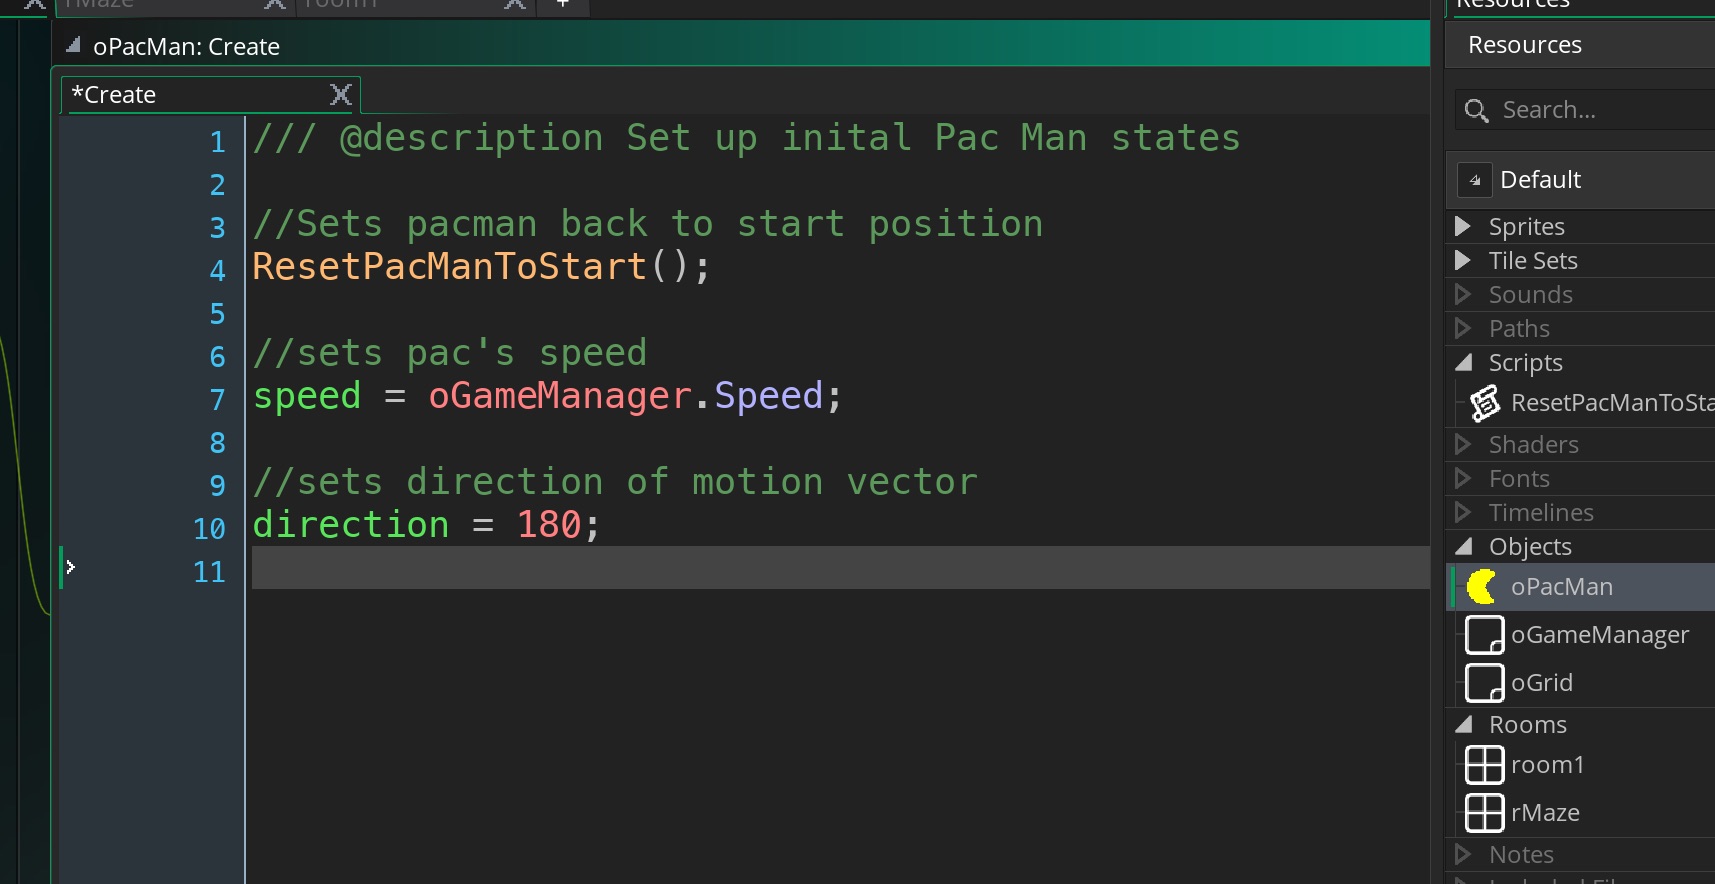 rMaze room1 +
oPacMan: Create
*Create
1 /// @description Set up inital Pac Man states
2
3 //Sets pacman back to start position
4 ResetPacManToStart();
5
6 //sets pac's speed
7 speed = oGameManager.Speed;
8
9 //sets direction of motion vector
10 direction = 180;
11
Resources
Resources
Search...
Default
Sprites
Tile Sets
Sounds
Paths
Scripts
ResetPacManToSta
Shaders
Fonts
Timelines
Objects
oPacMan
oGameManager
oGrid
Rooms
room1
rMaze
Notes